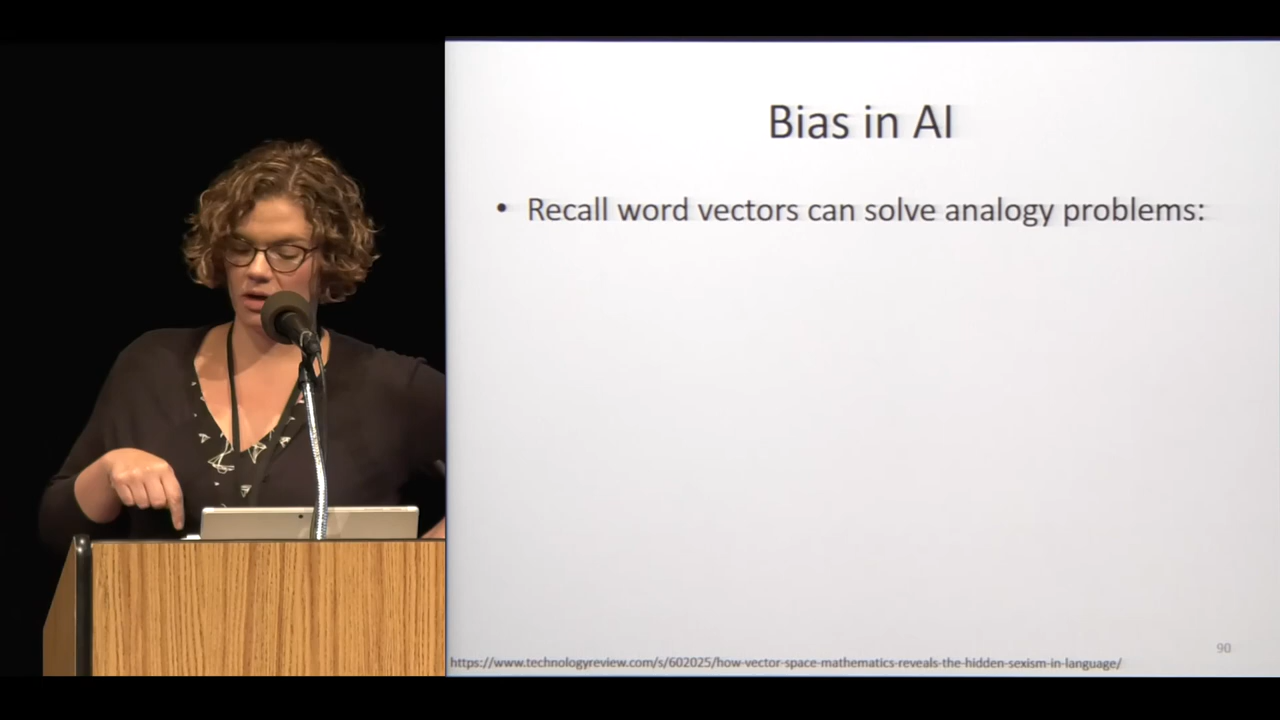 Bias in AI
• Recall word vectors can solve analogy problems:
90
https://www.technologyreview.com/s/602025/how-vector-space-mathematics-reveals-the-hidden-sexism-in-language/